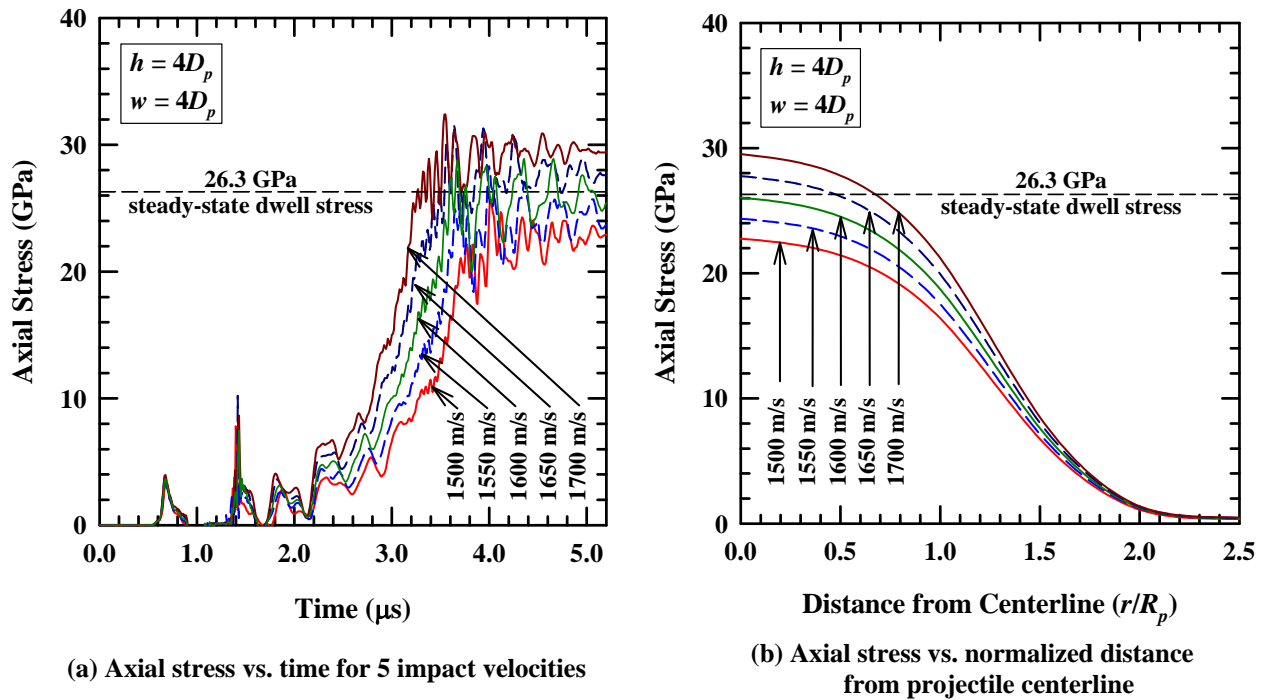 40
30
20
10
0
Axial Stress (GPa)
h = 4Dp
w = 4Dp
26.3 GPa
steady-state dwell stress
1500 m/s
1550 m/s
1600 m/s
1650 m/s
1700 m/s
0.0
1.0
2.0
3.0
4.0
5.0
Time (μs)
(a) Axial stress vs. time for 5 impact velocities
40
30
20
10
0
Axial Stress (GPa)
h = 4Dp
w = 4Dp
26.3 GPa
steady-state dwell stress
1500 m/s
1550 m/s
1600 m/s
1650 m/s
1700 m/s
0.0
0.5
1.0
1.5
2.0
2.5
Distance from Centerline (r/Rp)
(b) Axial stress vs. normalized distance
from projectile centerline